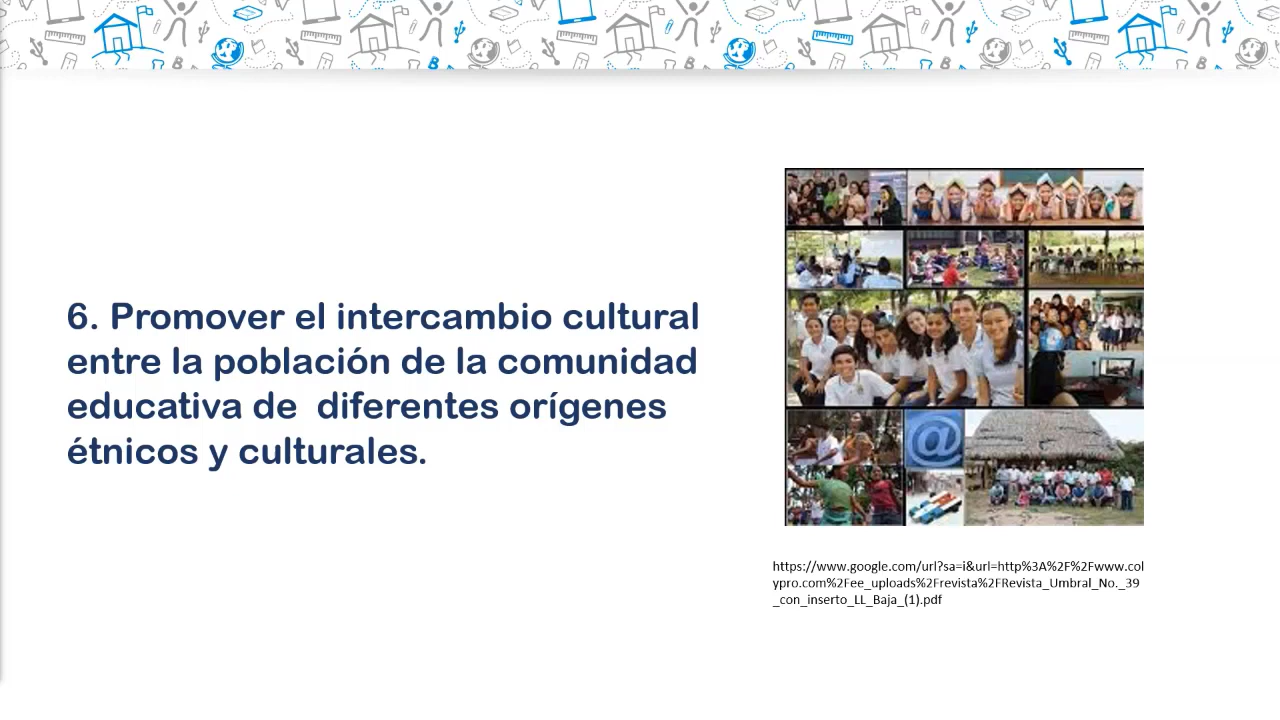 6. Promover el intercambio cultural
entre la población de la comunidad
educativa de  diferentes orígenes
étnicos y culturales.
@
https://www.google.com/url?sa=i&url=http%3A%2F%2Fwww.col
ypro.com%2Fee_uploads%2Frevista%2FRevista_Umbral_No._39
_con_inserto_LL_Baja_(1).pdf